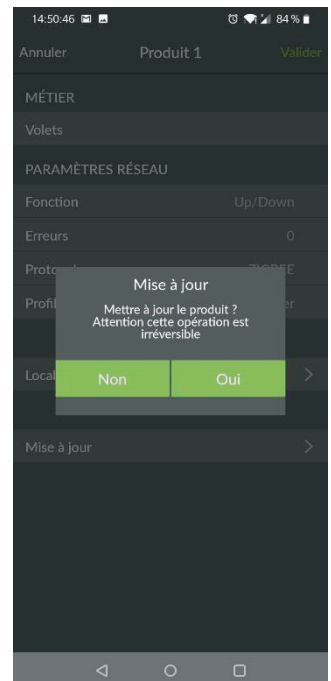 14:50:46 84 %
Annuler Produit 1 Valider
MÉTIER
Volets
PARAMÈTRES RÉSEAU
Fonction Up/Down
Erreurs 0
Mise à jour
Mettre à jour le produit ?
Attention cette opération est
irréversible
Non Oui
Mise à jour